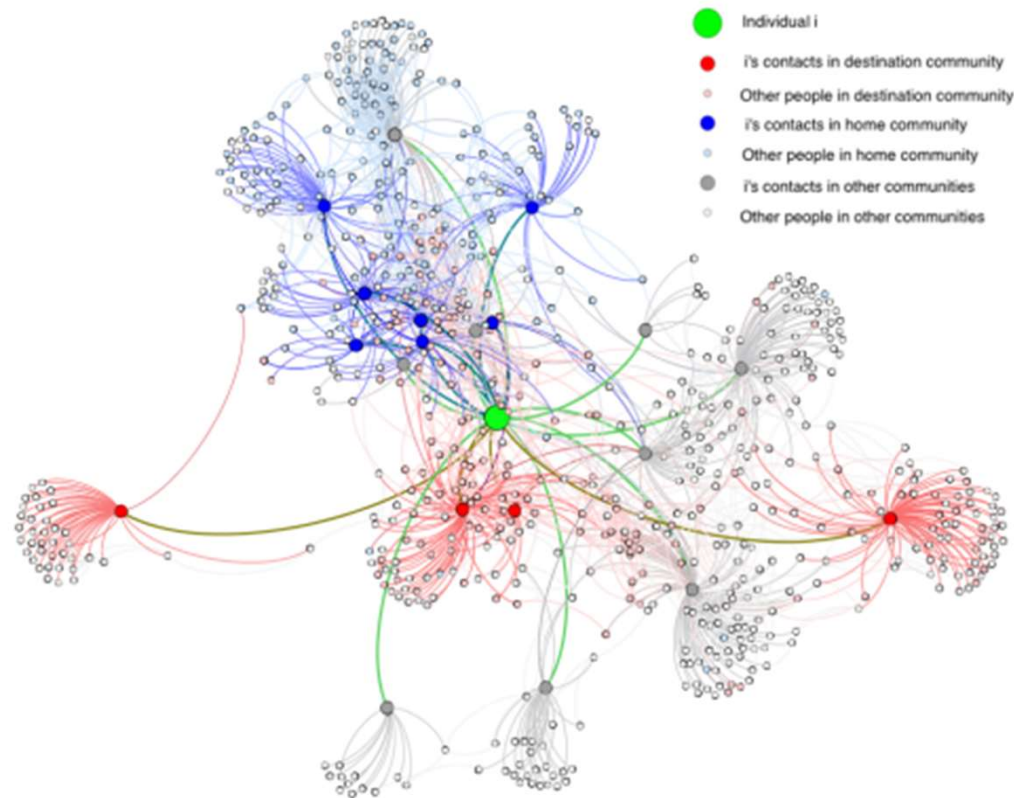 Individual i
i's contacts in destination community
Other people in destination community
i's contacts in home community
Other people in home community
i's contacts in other communities
Other people in other communities